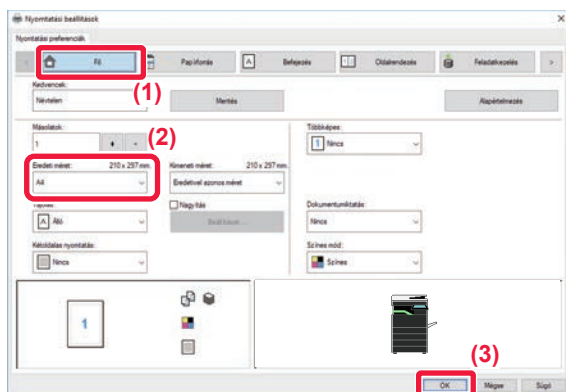 Nyomtatási beállítások
Nyomtatási preferenciák
Fő
Papírforrás
Befejezés
Oldalrendezés
Feladatkezelés
Kedvencek:
Névtelen
(1)
Mentés
Alapértelmezés
Másolatok:
1
+
-
(2)
Többképes:
1 Nincs
Eredeti méret: 210 x 297 mm.
A4
Kimeneti méret: 210 x 297 mm.
Eredetivel azonos méret
Tájolás:
A Álló
Nagyítás
Beállítások...
Dokumentumiktatás:
Nincs
Kétoldalas nyomtatás:
Nincs
Színes mód:
Színes
1
(3)
OK
Mégse
Súgó